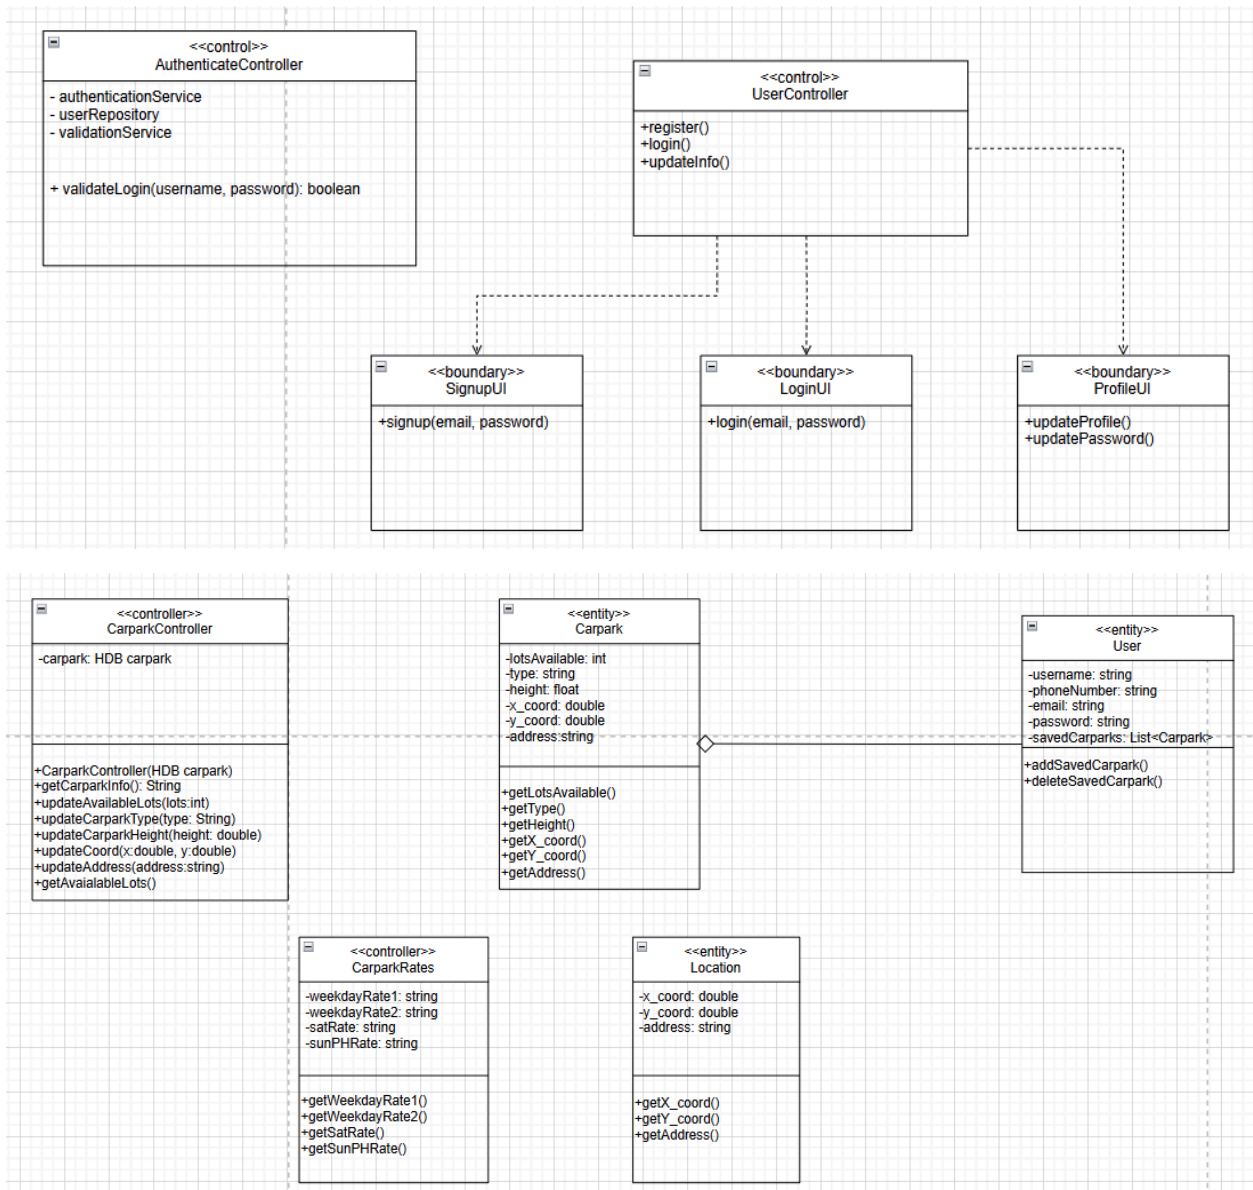 <<control>>
AuthenticateController
- authenticationService
- userRepository
- validationService
+ validateLogin(username, password): boolean
<<control>>
UserController
+register()
+login()
+updateInfo()
<<boundary>>
SignupUI
+signup(email, password)
<<boundary>>
LoginUI
+login(email, password)
<<boundary>>
ProfileUI
+updateProfile()
+updatePassword()
<<controller>>
CarparkController
-carpark: HDB carpark
+CarparkController(HDB carpark)
+getCarparkInfo(): String
+updateAvailableLots(lots:int)
+updateCarparkType(type: String)
+updateCarparkHeight(height: double)
+updateCoord(x:double, y:double)
+updateAddress(address:string)
+getAvaialableLots()
<<entity>>
Carpark
-lotsAvailable: int
-type: string
-height: float
-x_coord: double
-y_coord: double
-address:string
+getLotsAvailable()
+getType()
+getHeight()
+getX_coord()
+getY_coord()
+getAddress()
<<entity>>
User
-username: string
-phoneNumber: string
-email: string
-password: string
-savedCarparks: List<Carpark>
+addSavedCarpark()
+deleteSavedCarpark()
<<controller>>
CarparkRates
-weekdayRate1: string
-weekdayRate2: string
-satRate: string
-sunPHRate: string
+getWeekdayRate1()
+getWeekdayRate2()
+getSatRate()
+getSunPHRate()
<<entity>>
Location
-x_coord: double
-y_coord: double
-address: string
+getX_coord()
+getY_coord()
+getAddress()